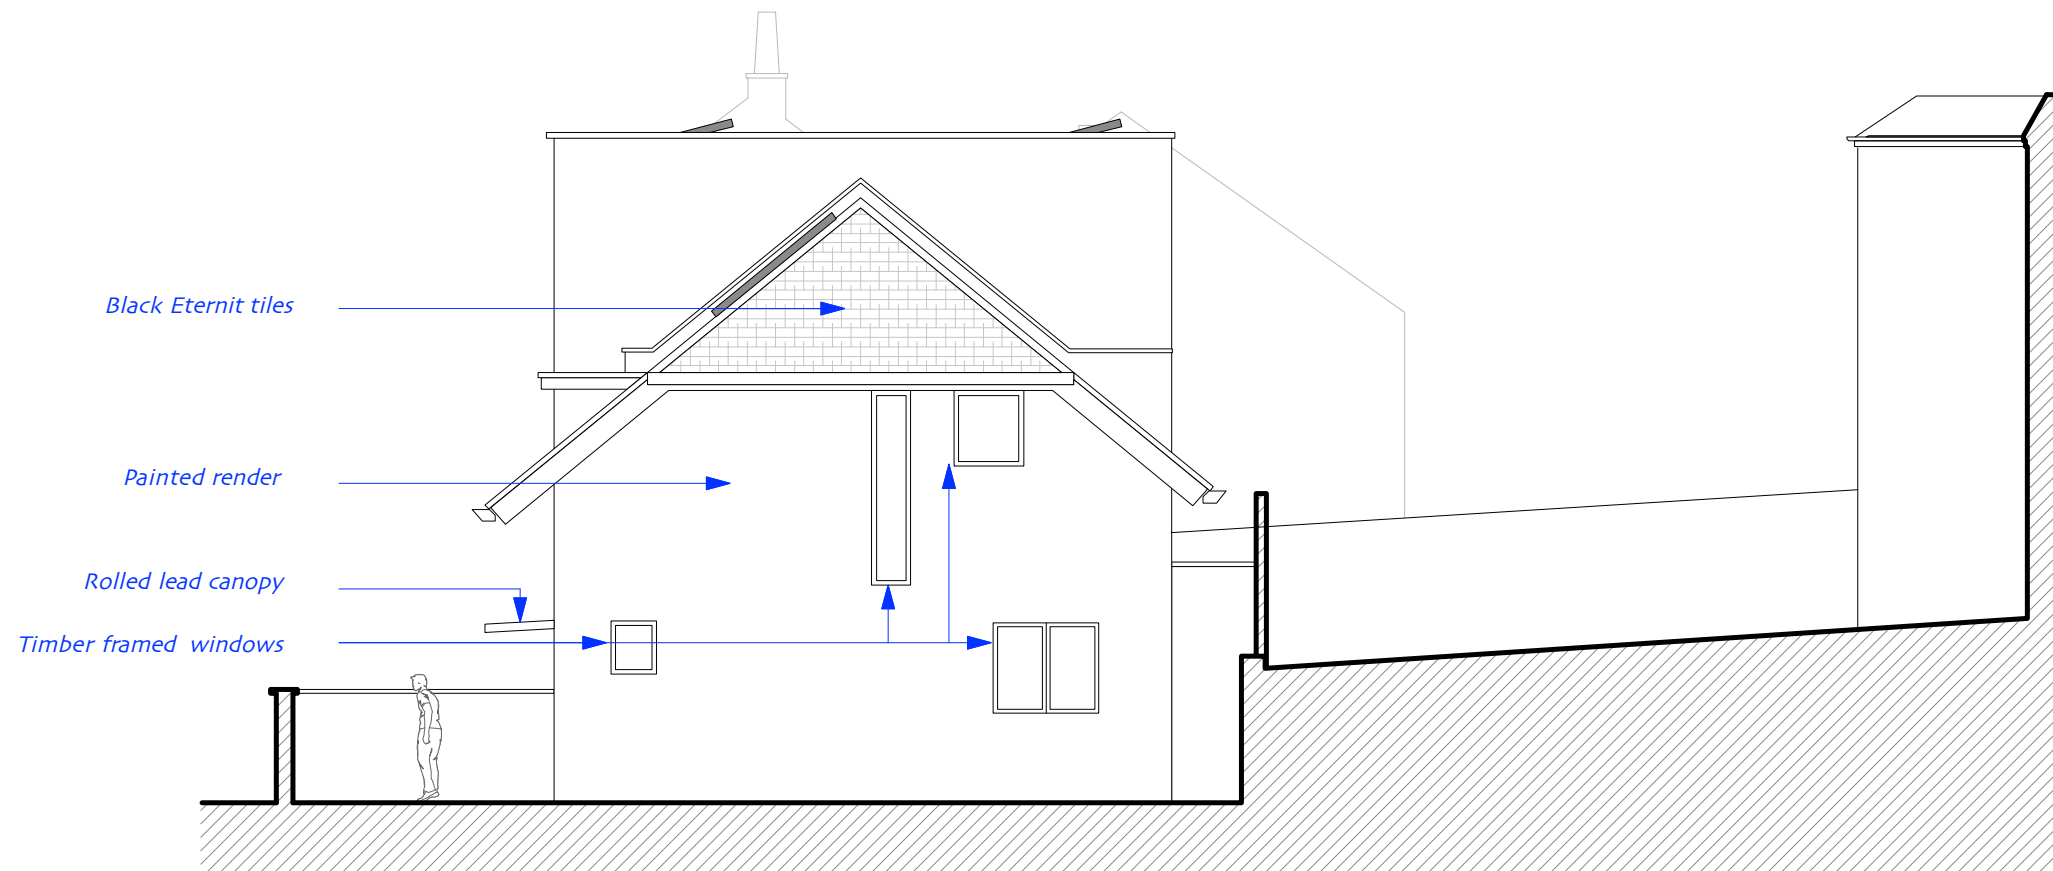 Black Eternit tiles
Painted render
Rolled lead canopy
Timber framed windows